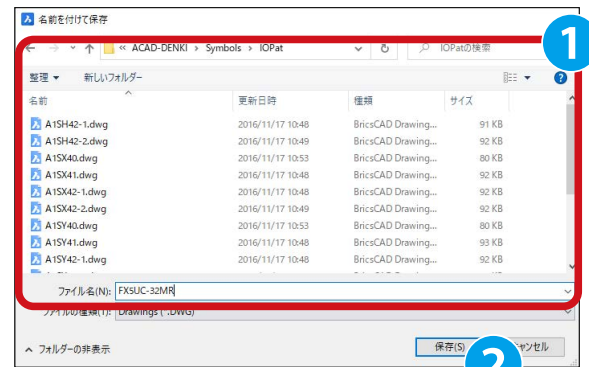 名前を付けて保存
« ACAD-DENKI › Symbols › IOPat IOPatの検索
1
整理 新しいフォルダー ?
名前 更新日時 種類 サイズ
A1SH42-1.dwg 2016/11/17 10:48 BricsCAD Drawing... 91 KB
A1SH42-2.dwg 2016/11/17 10:49 BricsCAD Drawing... 92 KB
A1SX40.dwg 2016/11/17 10:53 BricsCAD Drawing... 80 KB
A1SX41.dwg 2016/11/17 10:48 BricsCAD Drawing... 92 KB
A1SX42-1.dwg 2016/11/17 10:48 BricsCAD Drawing... 92 KB
A1SX42-2.dwg 2016/11/17 10:49 BricsCAD Drawing... 92 KB
A1SY40.dwg 2016/11/17 10:53 BricsCAD Drawing... 80 KB
A1SY41.dwg 2016/11/17 10:48 BricsCAD Drawing... 93 KB
A1SY42-1.dwg 2016/11/17 10:48 BricsCAD Drawing... 92 KB
ファイル名(N): FX5UC-32MR
ファイルの種類(T): Drawings (*.DWG)
フォルダーの非表示 保存(S) キャンセル
2